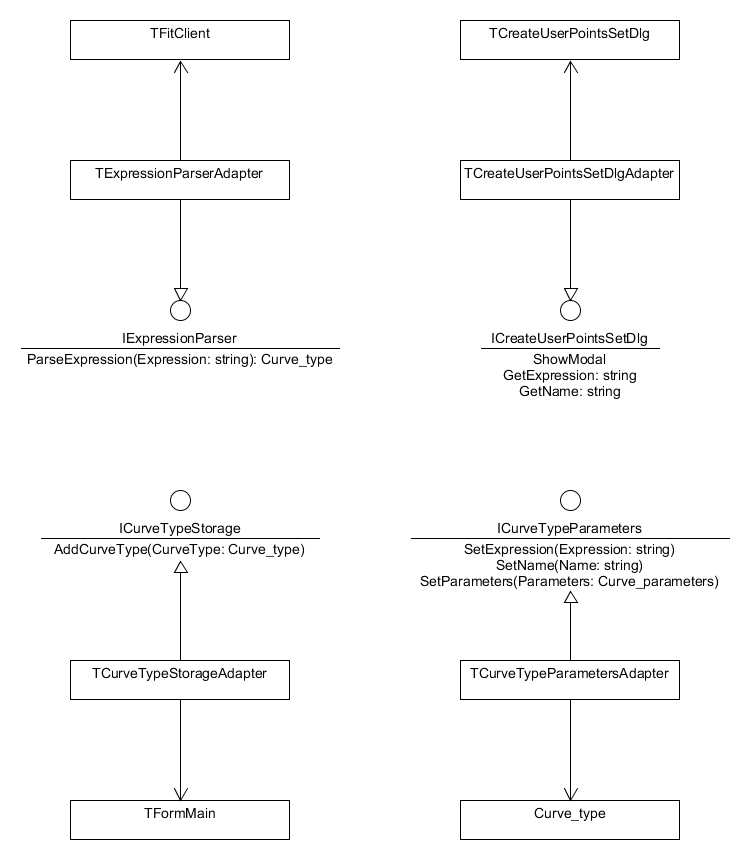 TFitClient
TCreateUserPointsSetDlg
TExpressionParserAdapter
TCreateUserPointsSetDlgAdapter
IExpressionParser
ParseExpression(Expression: string): Curve_type
ICreateUserPointsSetDlg
ShowModal
GetExpression: string
GetName: string
ICurveTypeStorage
AddCurveType(CurveType: Curve_type)
ICurveTypeParameters
SetExpression(Expression: string)
SetName(Name: string)
SetParameters(Parameters: Curve_parameters)
TCurveTypeStorageAdapter
TCurveTypeParametersAdapter
TFormMain
Curve_type